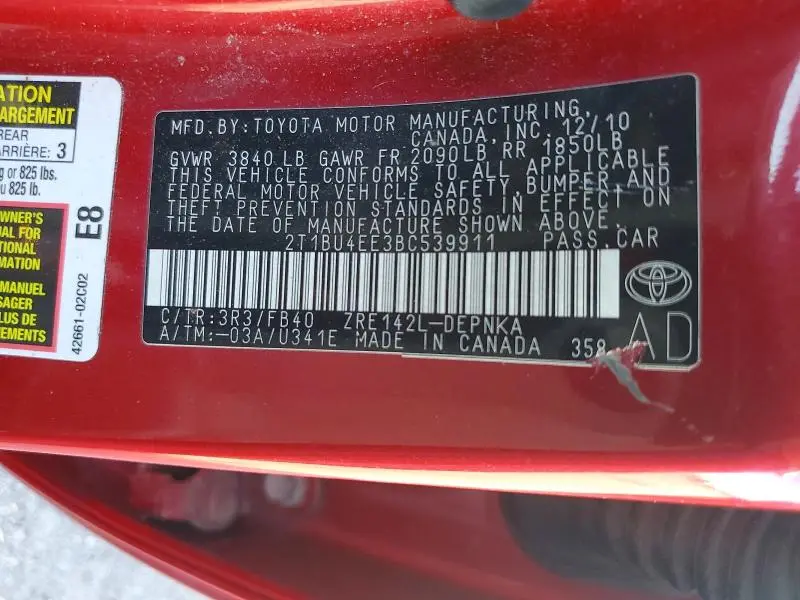 ATION
ARGEMENT
REAR
ARRIÈRE: 3
g or 825 lbs.
u 825 lb.
OWNER'S
UAL FOR
TIONAL
MATION
MANUEL
SAGER
LUS DE
NEMENTS
E8
42661-02C02
MFD.BY:TOYOTA MOTOR MANUFACTURING,
CANADA, INC. 12/10
GVWR 3840 LB GAWR FR 2090LB RR 1850LB
THIS VEHICLE CONFORMS TO ALL APPLICABLE
FEDERAL MOTOR VEHICLE SAFETY, BUMPER, AND
THEFT PREVENTION STANDARDS IN EFFECT ON
THE DATE OF MANUFACTURE SHOWN ABOVE.
2T1BU4EE3BC539911 PASS.CAR
C/TR:3R3/FB40 ZRE142L-DEPNKA
A/TM:-03A/U341E MADE IN CANADA 358
AD